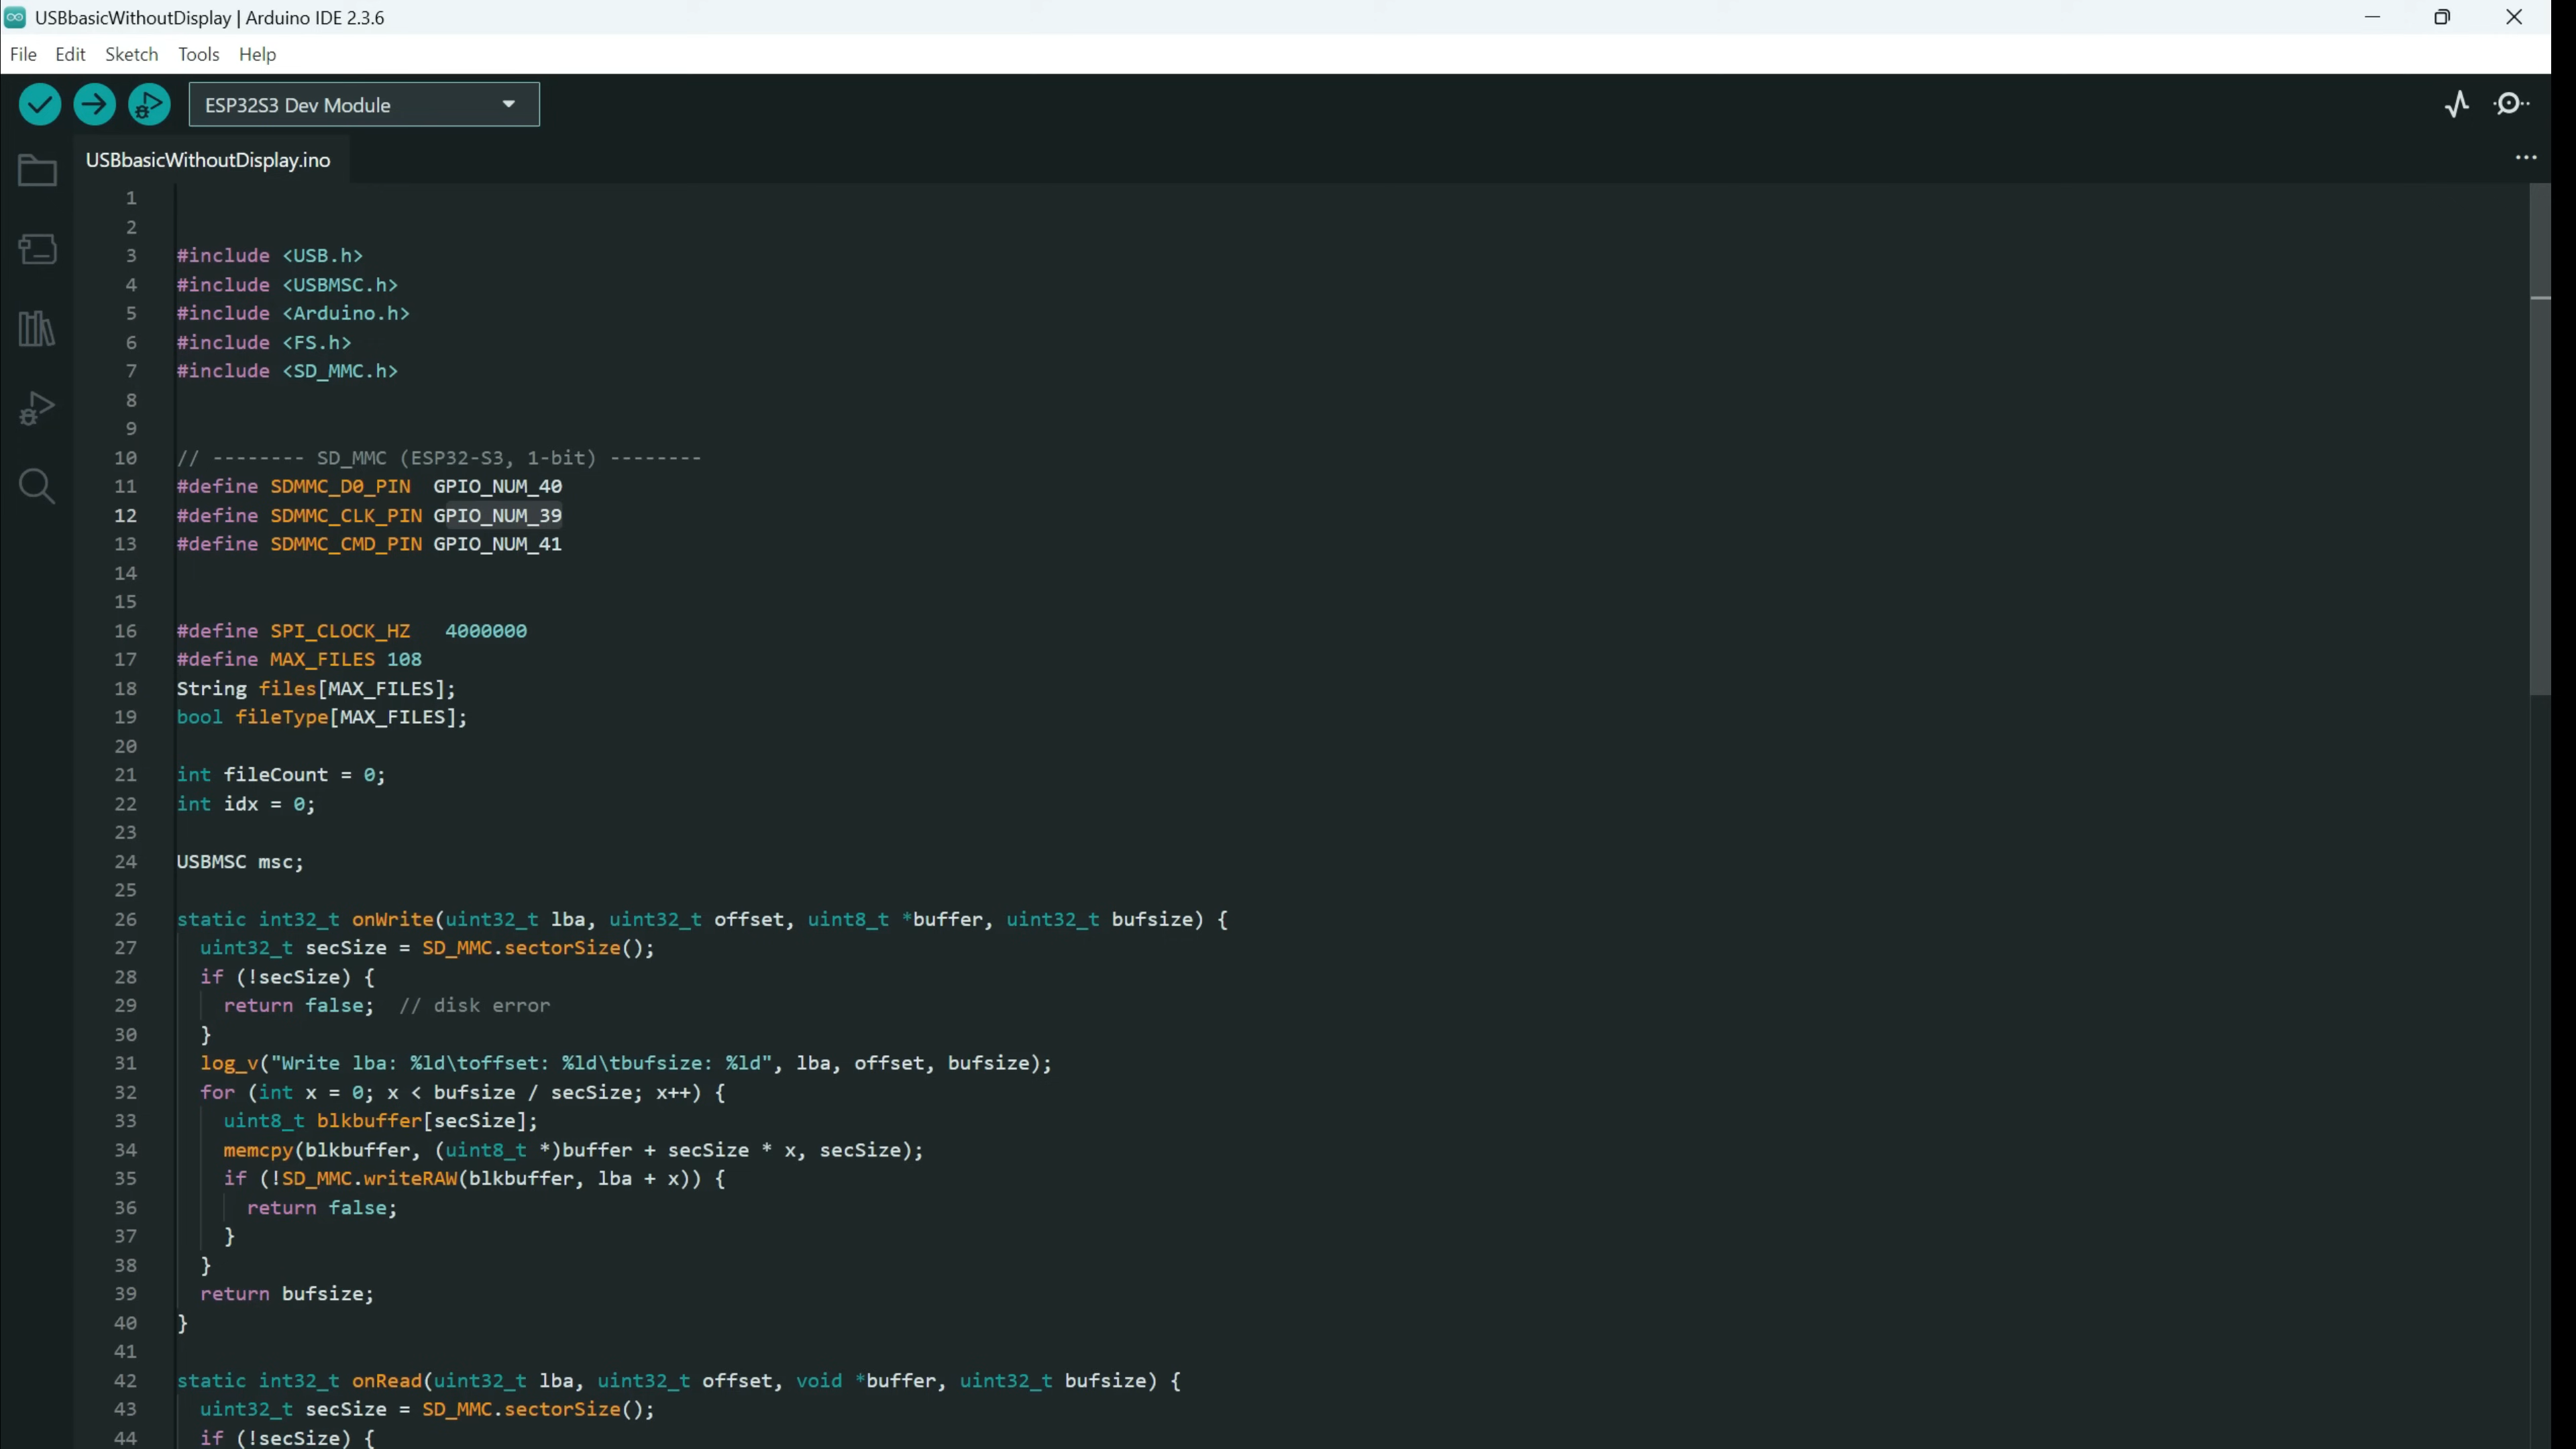 USBbasicWithoutDisplay | Arduino IDE 2.3.6
File Edit Sketch Tools Help
ESP32S3 Dev Module
USBbasicWithoutDisplay.ino
1
2
3 #include <USB.h>
4 #include <USBMSC.h>
5 #include <Arduino.h>
6 #include <FS.h>
7 #include <SD_MMC.h>
8
9
10 // -------- SD_MMC (ESP32-S3, 1-bit) --------
11 #define SDMMC_D0_PIN  GPIO_NUM_40
12 #define SDMMC_CLK_PIN GPIO_NUM_39
13 #define SDMMC_CMD_PIN GPIO_NUM_41
14
15
16 #define SPI_CLOCK_HZ   4000000
17 #define MAX_FILES 108
18 String files[MAX_FILES];
19 bool fileType[MAX_FILES];
20
21 int fileCount = 0;
22 int idx = 0;
23
24 USBMSC msc;
25
26 static int32_t onWrite(uint32_t lba, uint32_t offset, uint8_t *buffer, uint32_t bufsize) {
27   uint32_t secSize = SD_MMC.sectorSize();
28   if (!secSize) {
29     return false;  // disk error
30   }
31   log_v("Write lba: %ld\toffset: %ld\tbufsize: %ld", lba, offset, bufsize);
32   for (int x = 0; x < bufsize / secSize; x++) {
33     uint8_t blkbuffer[secSize];
34     memcpy(blkbuffer, (uint8_t *)buffer + secSize * x, secSize);
35     if (!SD_MMC.writeRAW(blkbuffer, lba + x)) {
36       return false;
37     }
38   }
39   return bufsize;
40 }
41
42 static int32_t onRead(uint32_t lba, uint32_t offset, void *buffer, uint32_t bufsize) {
43   uint32_t secSize = SD_MMC.sectorSize();
44   if (!secSize) {